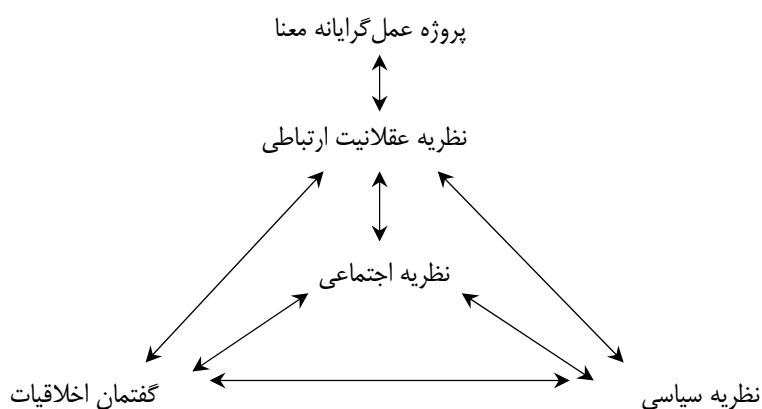 پروژه عمل‌گرایانه معنا
نظریه عقلانیت ارتباطی
نظریه اجتماعی
نظریه سیاسی
گفتمان اخلاقیات